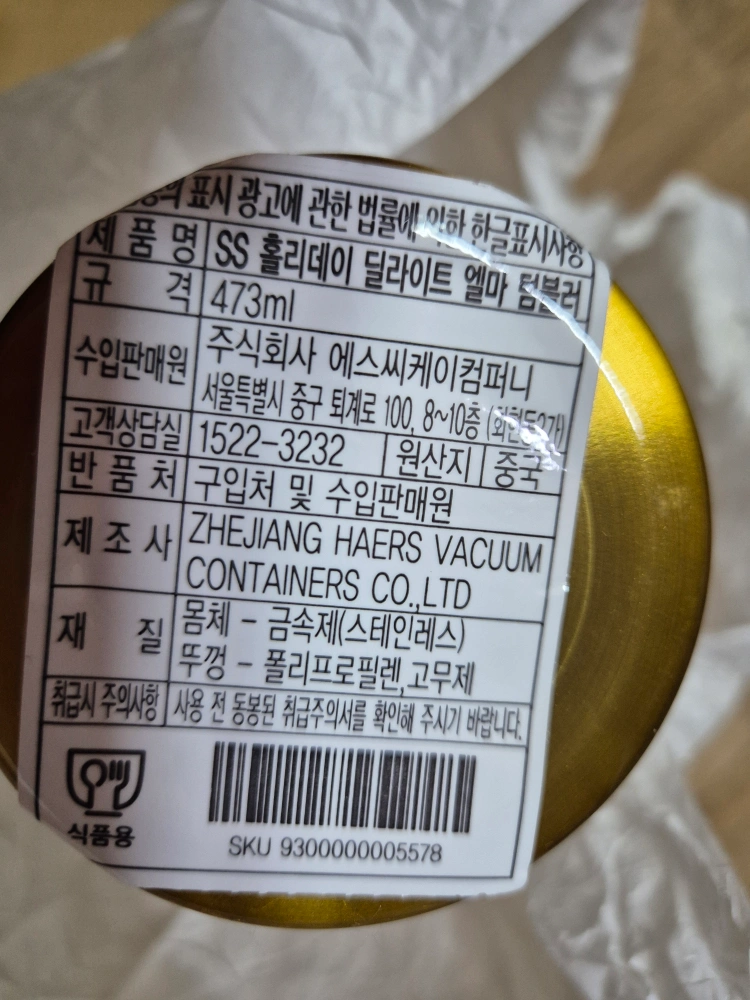 표시 광고에 관한 법률에 의한 한글표시사항
제 품 명 SS 홀리데이 딜라이트 엘마 텀블러
규 격 473ml
수입판매원 주식회사 에스씨케이컴퍼니
서울특별시 중구 퇴계로 100, 8~10층 (회현동2가)
고객상담실 1522-3232 원산지 중국
반 품 처 구입처 및 수입판매원
제 조 사 ZHEJIANG HAERS VACUUM
CONTAINERS CO.,LTD
재 질 몸체 - 금속제(스테인레스)
뚜껑 - 폴리프로필렌,고무제
취급시 주의사항 사용 전 동봉된 취급주의서를 확인해 주시기 바랍니다.
식품용
SKU 9300000005578